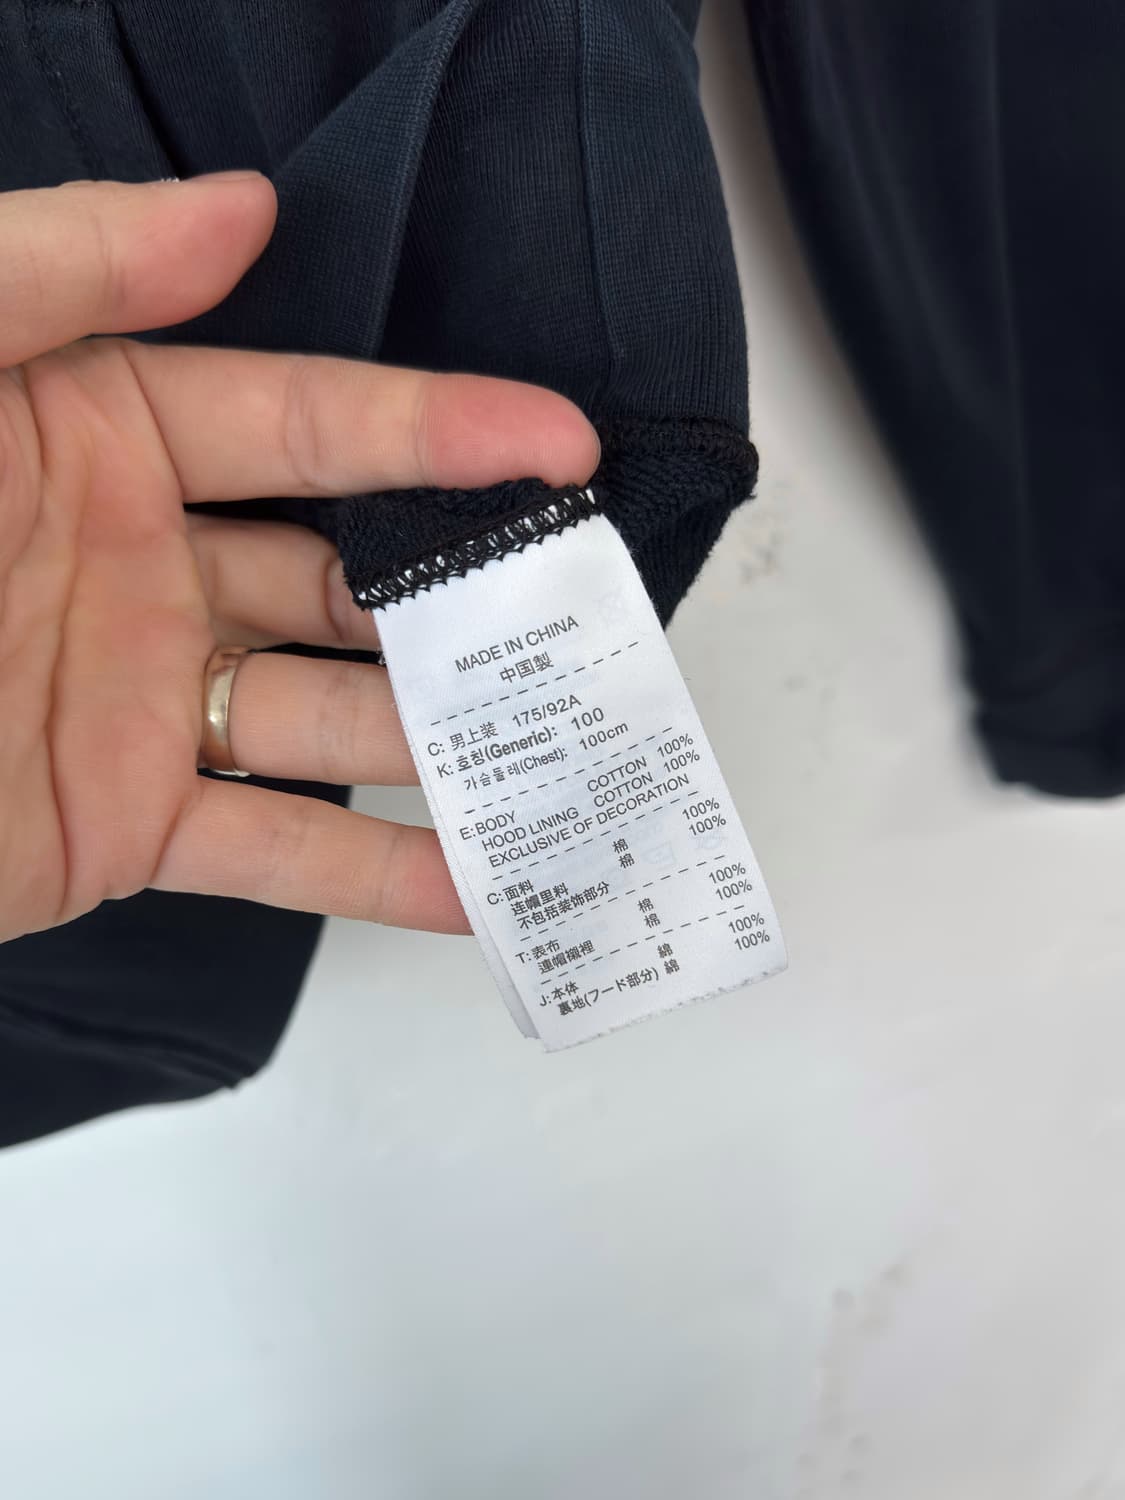 MADE IN CHINA
中国製
C: 男上装 175/92A
K: 호칭(Generic): 100
가슴둘레(Chest): 100cm
E: BODY COTTON 100%
HOOD LINING COTTON 100%
EXCLUSIVE OF DECORATION
C: 面料 棉 100%
连帽里料 棉 100%
不包括装饰部分
T: 表布 棉 100%
連帽襯裡 棉 100%
J: 本体 綿 100%
裏地(フード部分) 綿 100%